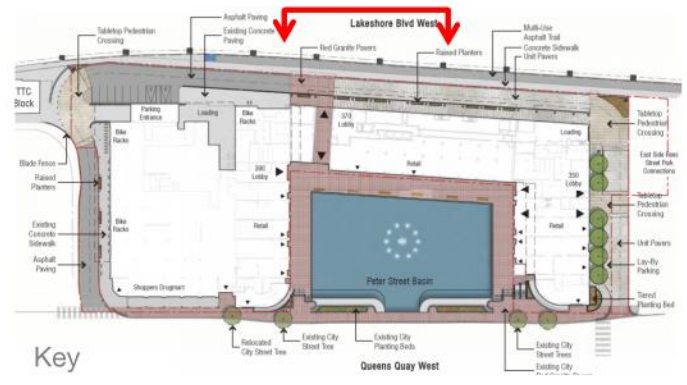 Lakeshore Blvd West
Asphalt Paving
Existing Concrete
Paving
Tabletop Pedestrian
Crossing
Red Granite Pavers
Raised Planters
Multi-Use
Asphalt Trail
Concrete Sidewalk
Unit Pavers
TTC
Block
Parking
Entrance
Loading
Bike
Racks
370
Lobby
Loading
Tabletop
Pedestrian
Crossing
Bike
Racks
Blade Fence
Raised
Planters
390
Lobby
Retail
350
Lobby
East Side Rees
Street Park
Connections
Tabletop
Pedestrian
Crossing
Existing
Concrete
Sidewalk
Bike
Racks
Retail
Retail
Unit Pavers
Asphalt
Paving
Lay-By
Parking
Peter Street Basin
Shoppers Drugmart
Tiered
Planting Bed
Relocated
City Street Tree
Existing City
Street Tree
Existing City
Planting Beds
Existing City
Street Trees
Existing City
Key
Queens Quay West